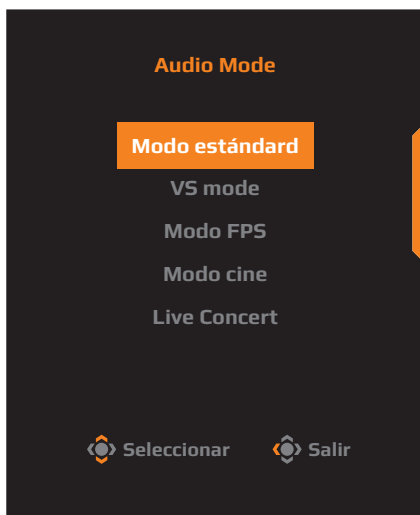 Audio Mode
Modo estándard
VS mode
Modo FPS
Modo cine
Live Concert
Seleccionar Salir